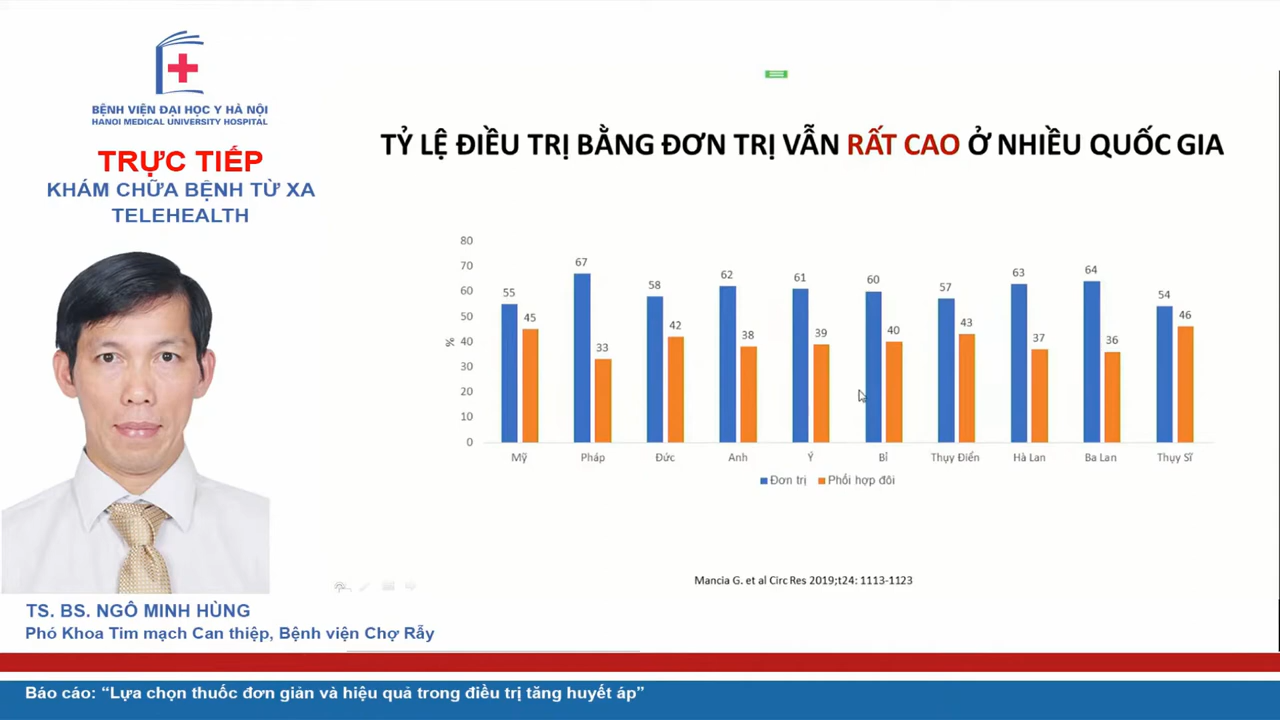 BỆNH VIỆN ĐẠI HỌC Y HÀ NỘI
HANOI MEDICAL UNIVERSITY HOSPITAL
TRỰC TIẾP
KHÁM CHỮA BỆNH TỪ XA
TELEHEALTH
TỶ LỆ ĐIỀU TRỊ BẰNG ĐƠN TRỊ VẪN RẤT CAO Ở NHIỀU QUỐC GIA
80
70
60
50
40
30
20
10
0
%
55 45
67 33
58 42
62 38
61 39
60 40
57 43
63 37
64 36
54 46
Mỹ Pháp Đức Anh Ý Bỉ Thụy Điển Hà Lan Ba Lan Thụy Sĩ
Đơn trị Phối hợp đôi
Mancia G. et al Circ Res 2019;t24: 1113-1123
TS. BS. NGÔ MINH HÙNG
Phó Khoa Tim mạch Can thiệp, Bệnh viện Chợ Rẫy
Báo cáo: “Lựa chọn thuốc đơn giản và hiệu quả trong điều trị tăng huyết áp”